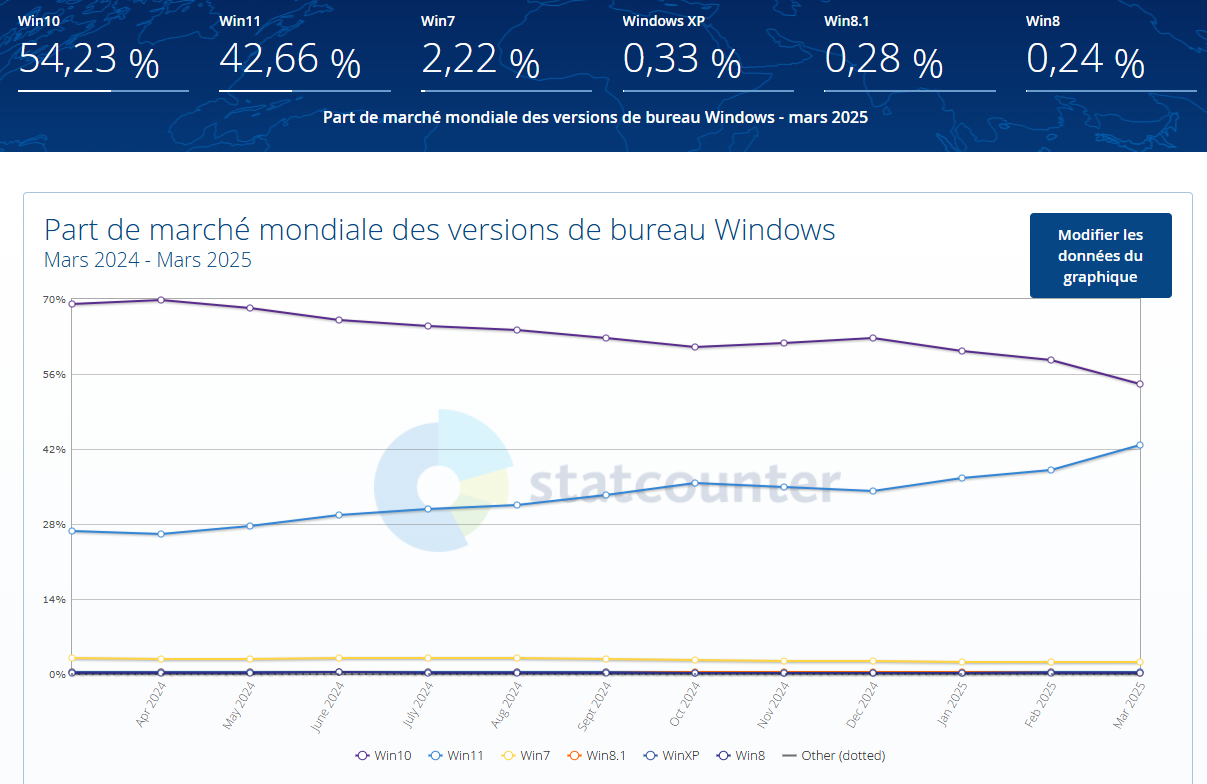 Win10 Win11 Win7 Windows XP Win8.1 Win8
54,23 % 42,66 % 2,22 % 0,33 % 0,28 % 0,24 %
Part de marché mondiale des versions de bureau Windows - mars 2025
Part de marché mondiale des versions de bureau Windows
Mars 2024 - Mars 2025
Modifier les
données du
graphique
70%
56%
42%
statcounter
28%
14%
0%
Apr 2024 May 2024 June 2024 July 2024 Aug 2024 Sept 2024 Oct 2024 Nov 2024 Dec 2024 Jan 2025 Feb 2025 Mar 2025
Win10 Win11 Win7 Win8.1 WinXP Win8 Other (dotted)